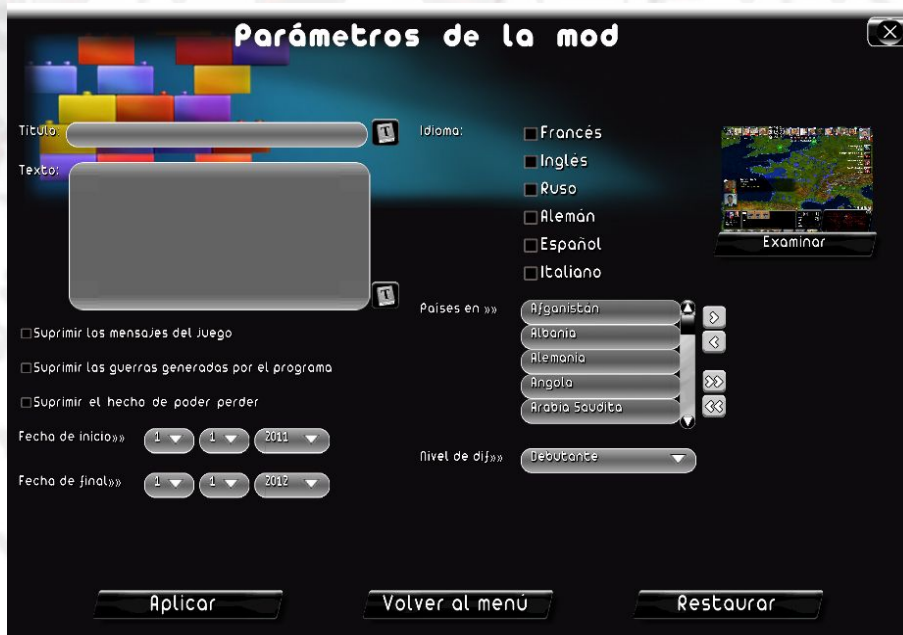 Parámetros de la mod
Título:
T
Texto:
T
Suprimir los mensajes del juego
Suprimir las guerras generadas por el programa
Suprimir el hecho de poder perder
Fecha de inicio»» 1 1 2011
Fecha de final»» 1 1 2012
Idioma:
Francés
Inglés
Ruso
Alemán
Español
Italiano
Países en »»
Afganistán
Albania
Alemania
Angola
Arabia Saudita
Nivel de dif»» Debutante
Examinar
Aplicar
Volver al menú
Restaurar